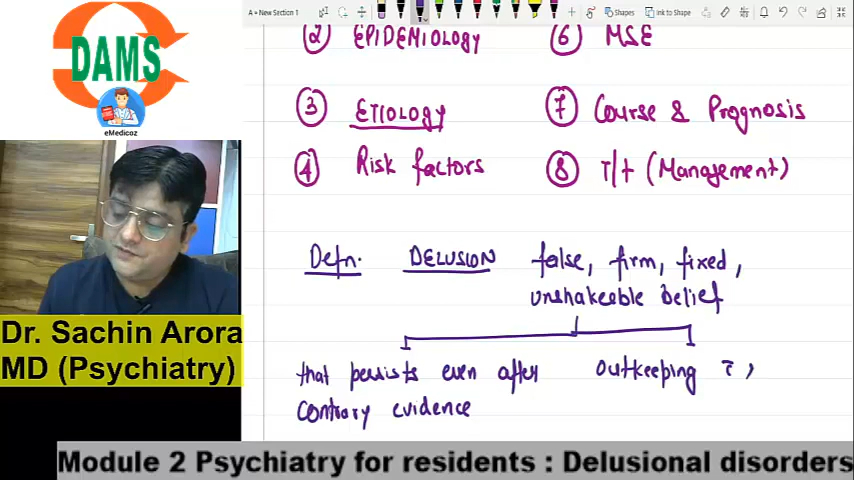 DAMS
eMedicoz
A = New Section 1
Shapes
Ink to Shape
② EPIDEMIOLOGY
⑥ MSE
③ ETIOLOGY
⑦ Course & Prognosis
④ Risk factors
⑧ T/t (Management)
Defn. DELUSION false, firm, fixed,
unshakeable belief
that persists even after
contrary evidence
outkeeping
Dr. Sachin Arora
MD (Psychiatry)
Module 2 Psychiatry for residents : Delusional disorders